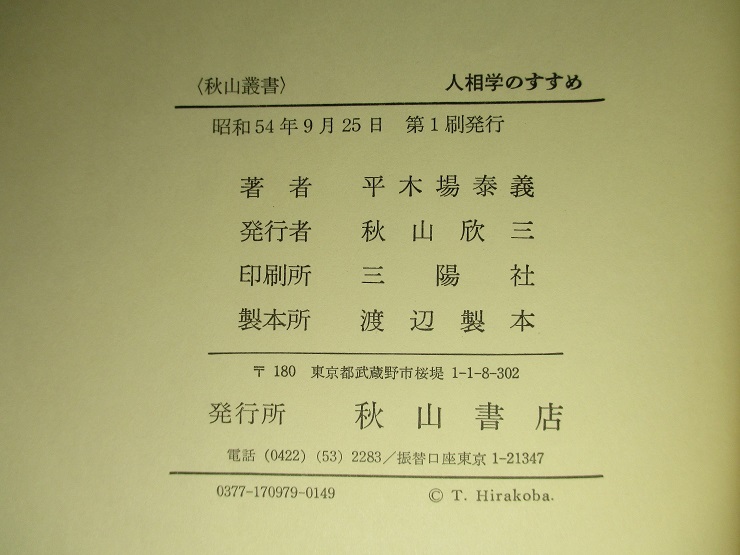 〈秋山叢書〉 人相学のすすめ
昭和54年9月25日 第1刷発行
著者 平木場泰義
発行者 秋山欣三
印刷所 三陽社
製本所 渡辺製本
〒180 東京都武蔵野市桜堤 1-1-8-302
発行所 秋山書店
電話 (0422) (53) 2283/振替口座東京 1-21347
0377-170979-0149 © T. Hirakoba.